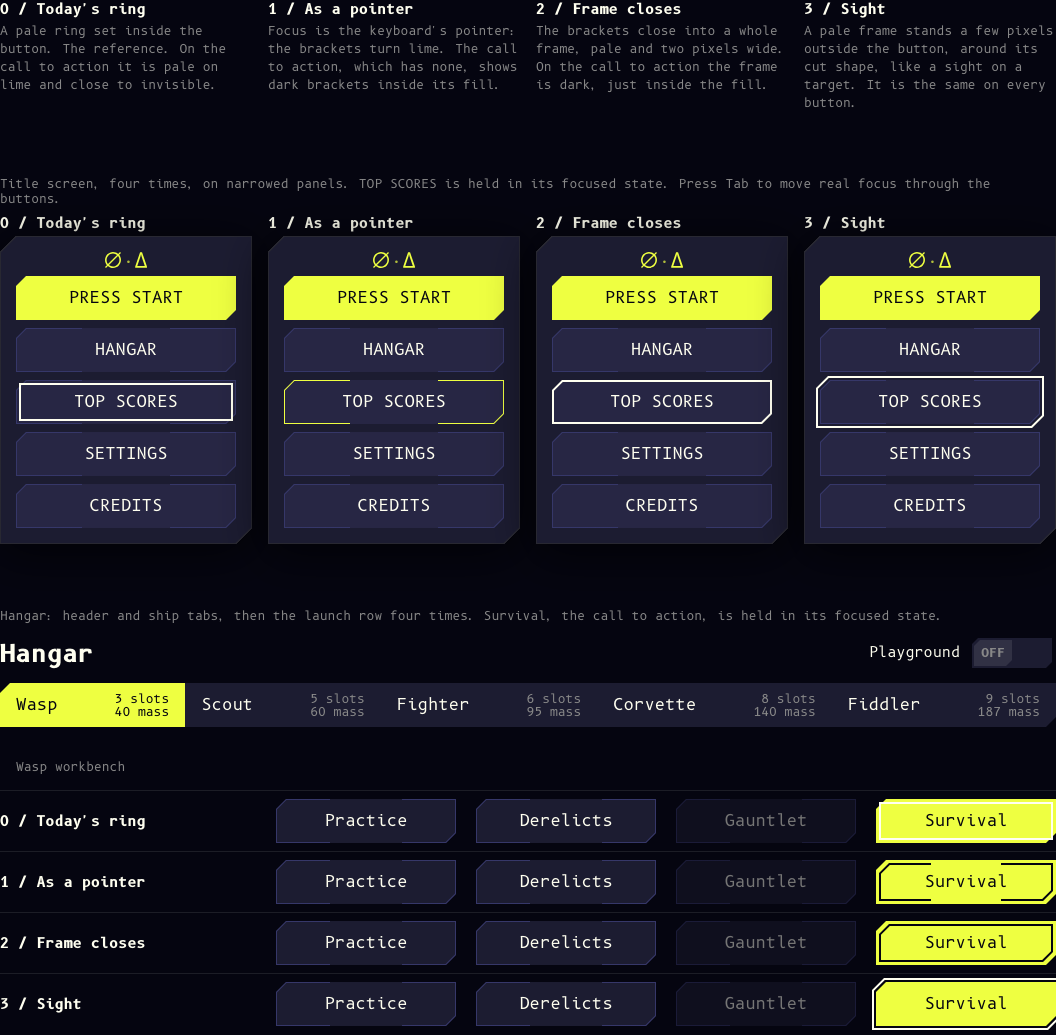 0 / Today's ring
A pale ring set inside the
button. The reference. On the
call to action it is pale on
lime and close to invisible.
1 / As a pointer
Focus is the keyboard's pointer:
the brackets turn lime. The call
to action, which has none, shows
dark brackets inside its fill.
2 / Frame closes
The brackets close into a whole
frame, pale and two pixels wide.
On the call to action the frame
is dark, just inside the fill.
3 / Sight
A pale frame stands a few pixels
outside the button, around its
cut shape, like a sight on a
target. It is the same on every
button.
Title screen, four times, on narrowed panels. TOP SCORES is held in its focused state. Press Tab to move real focus through the
buttons.
0 / Today's ring
∅·Δ
PRESS START
HANGAR
TOP SCORES
SETTINGS
CREDITS
1 / As a pointer
∅·Δ
PRESS START
HANGAR
TOP SCORES
SETTINGS
CREDITS
2 / Frame closes
∅·Δ
PRESS START
HANGAR
TOP SCORES
SETTINGS
CREDITS
3 / Sight
∅·Δ
PRESS START
HANGAR
TOP SCORES
SETTINGS
CREDITS
Hangar: header and ship tabs, then the launch row four times. Survival, the call to action, is held in its focused state.
Hangar
Playground OFF
Wasp 3 slots
40 mass
Scout 5 slots
60 mass
Fighter 6 slots
95 mass
Corvette 8 slots
140 mass
Fiddler 9 slots
187 mass
Wasp workbench
0 / Today's ring Practice Derelicts Gauntlet Survival
1 / As a pointer Practice Derelicts Gauntlet Survival
2 / Frame closes Practice Derelicts Gauntlet Survival
3 / Sight Practice Derelicts Gauntlet Survival